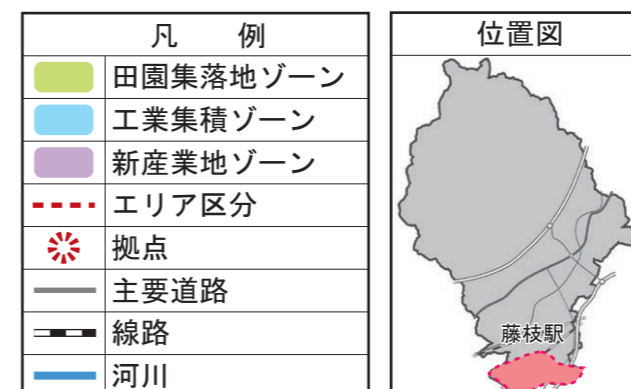 凡　例
田園集落地ゾーン
工業集積ゾーン
新産業地ゾーン
エリア区分
拠点
主要道路
線路
河川
位置図
藤枝駅